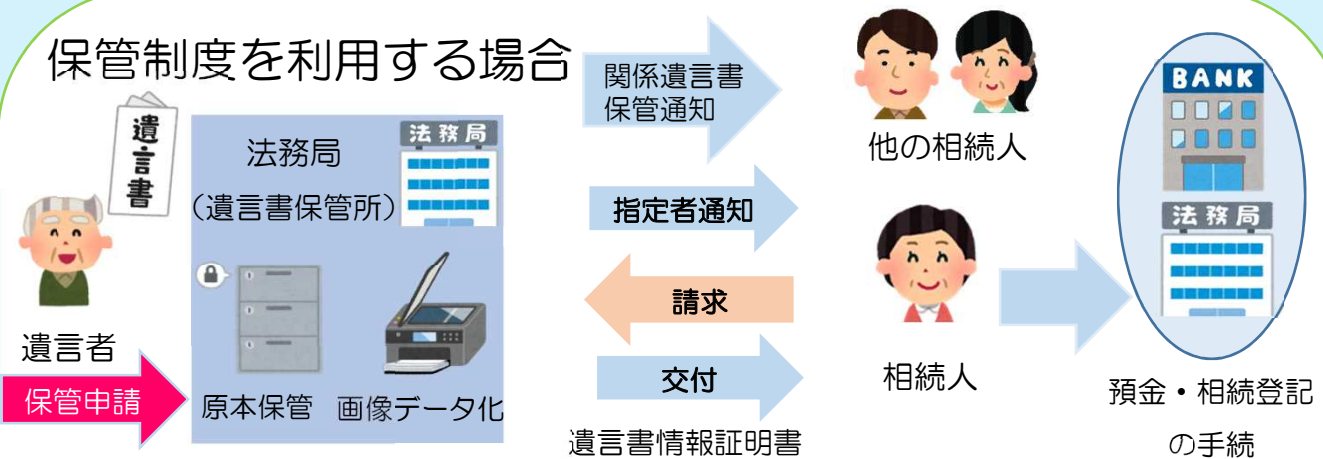 保管制度を利用する場合
遺言書
遺言者
保管申請
法務局
（遺言書保管所）
法務局
原本保管
画像データ化
関係遺言書
保管通知
指定者通知
請求
交付
遺言書情報証明書
他の相続人
相続人
BANK
法務局
預金・相続登記
の手続